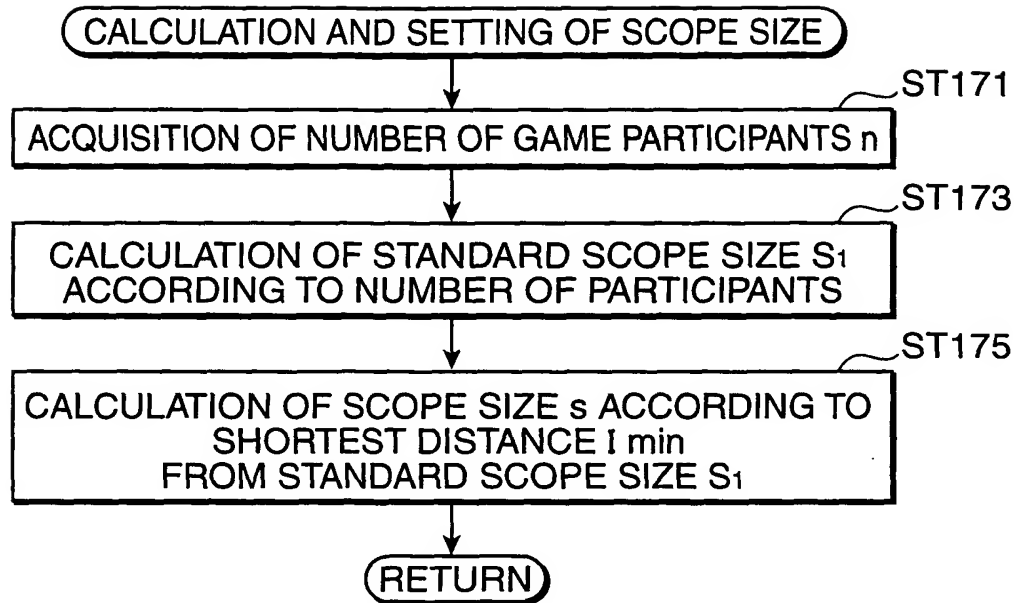 CALCULATION AND SETTING OF SCOPE SIZE
ST171
ACQUISITION OF NUMBER OF GAME PARTICIPANTS n
ST173
CALCULATION OF STANDARD SCOPE SIZE S1
ACCORDING TO NUMBER OF PARTICIPANTS
ST175
CALCULATION OF SCOPE SIZE s ACCORDING TO
SHORTEST DISTANCE I min
FROM STANDARD SCOPE SIZE S1
RETURN